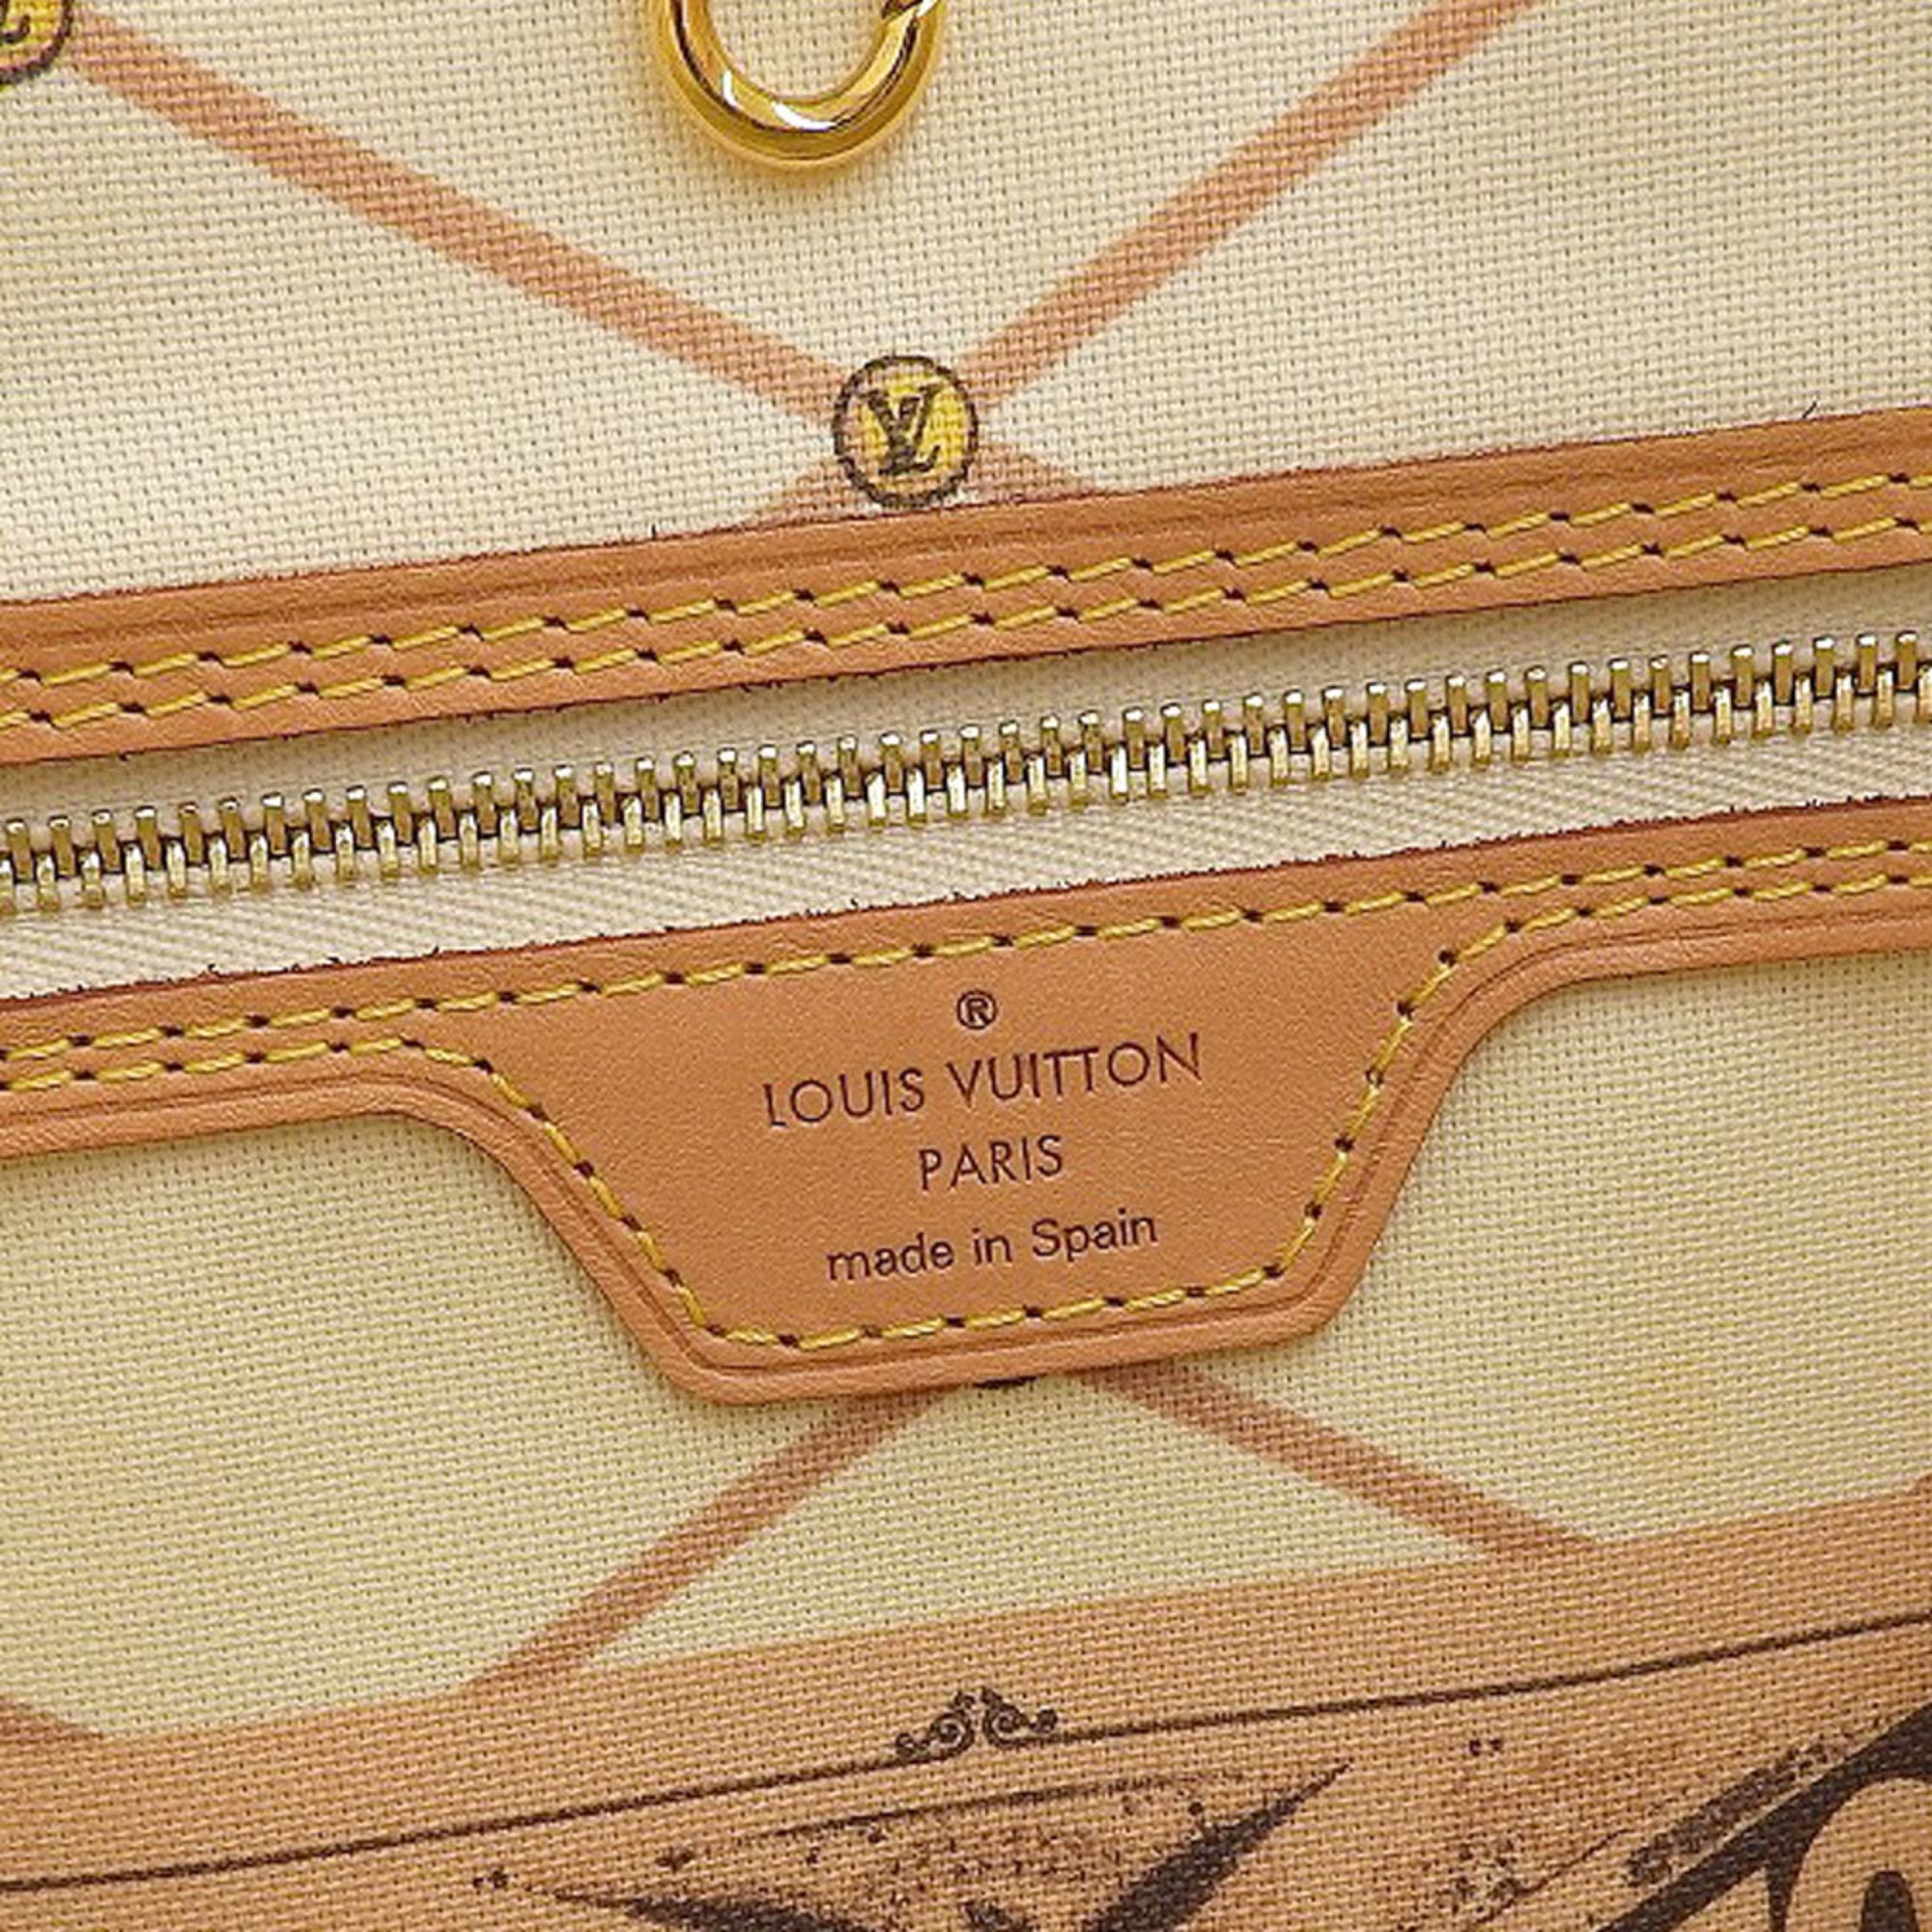 LV
®
LOUIS VUITTON
PARIS
made in Spain